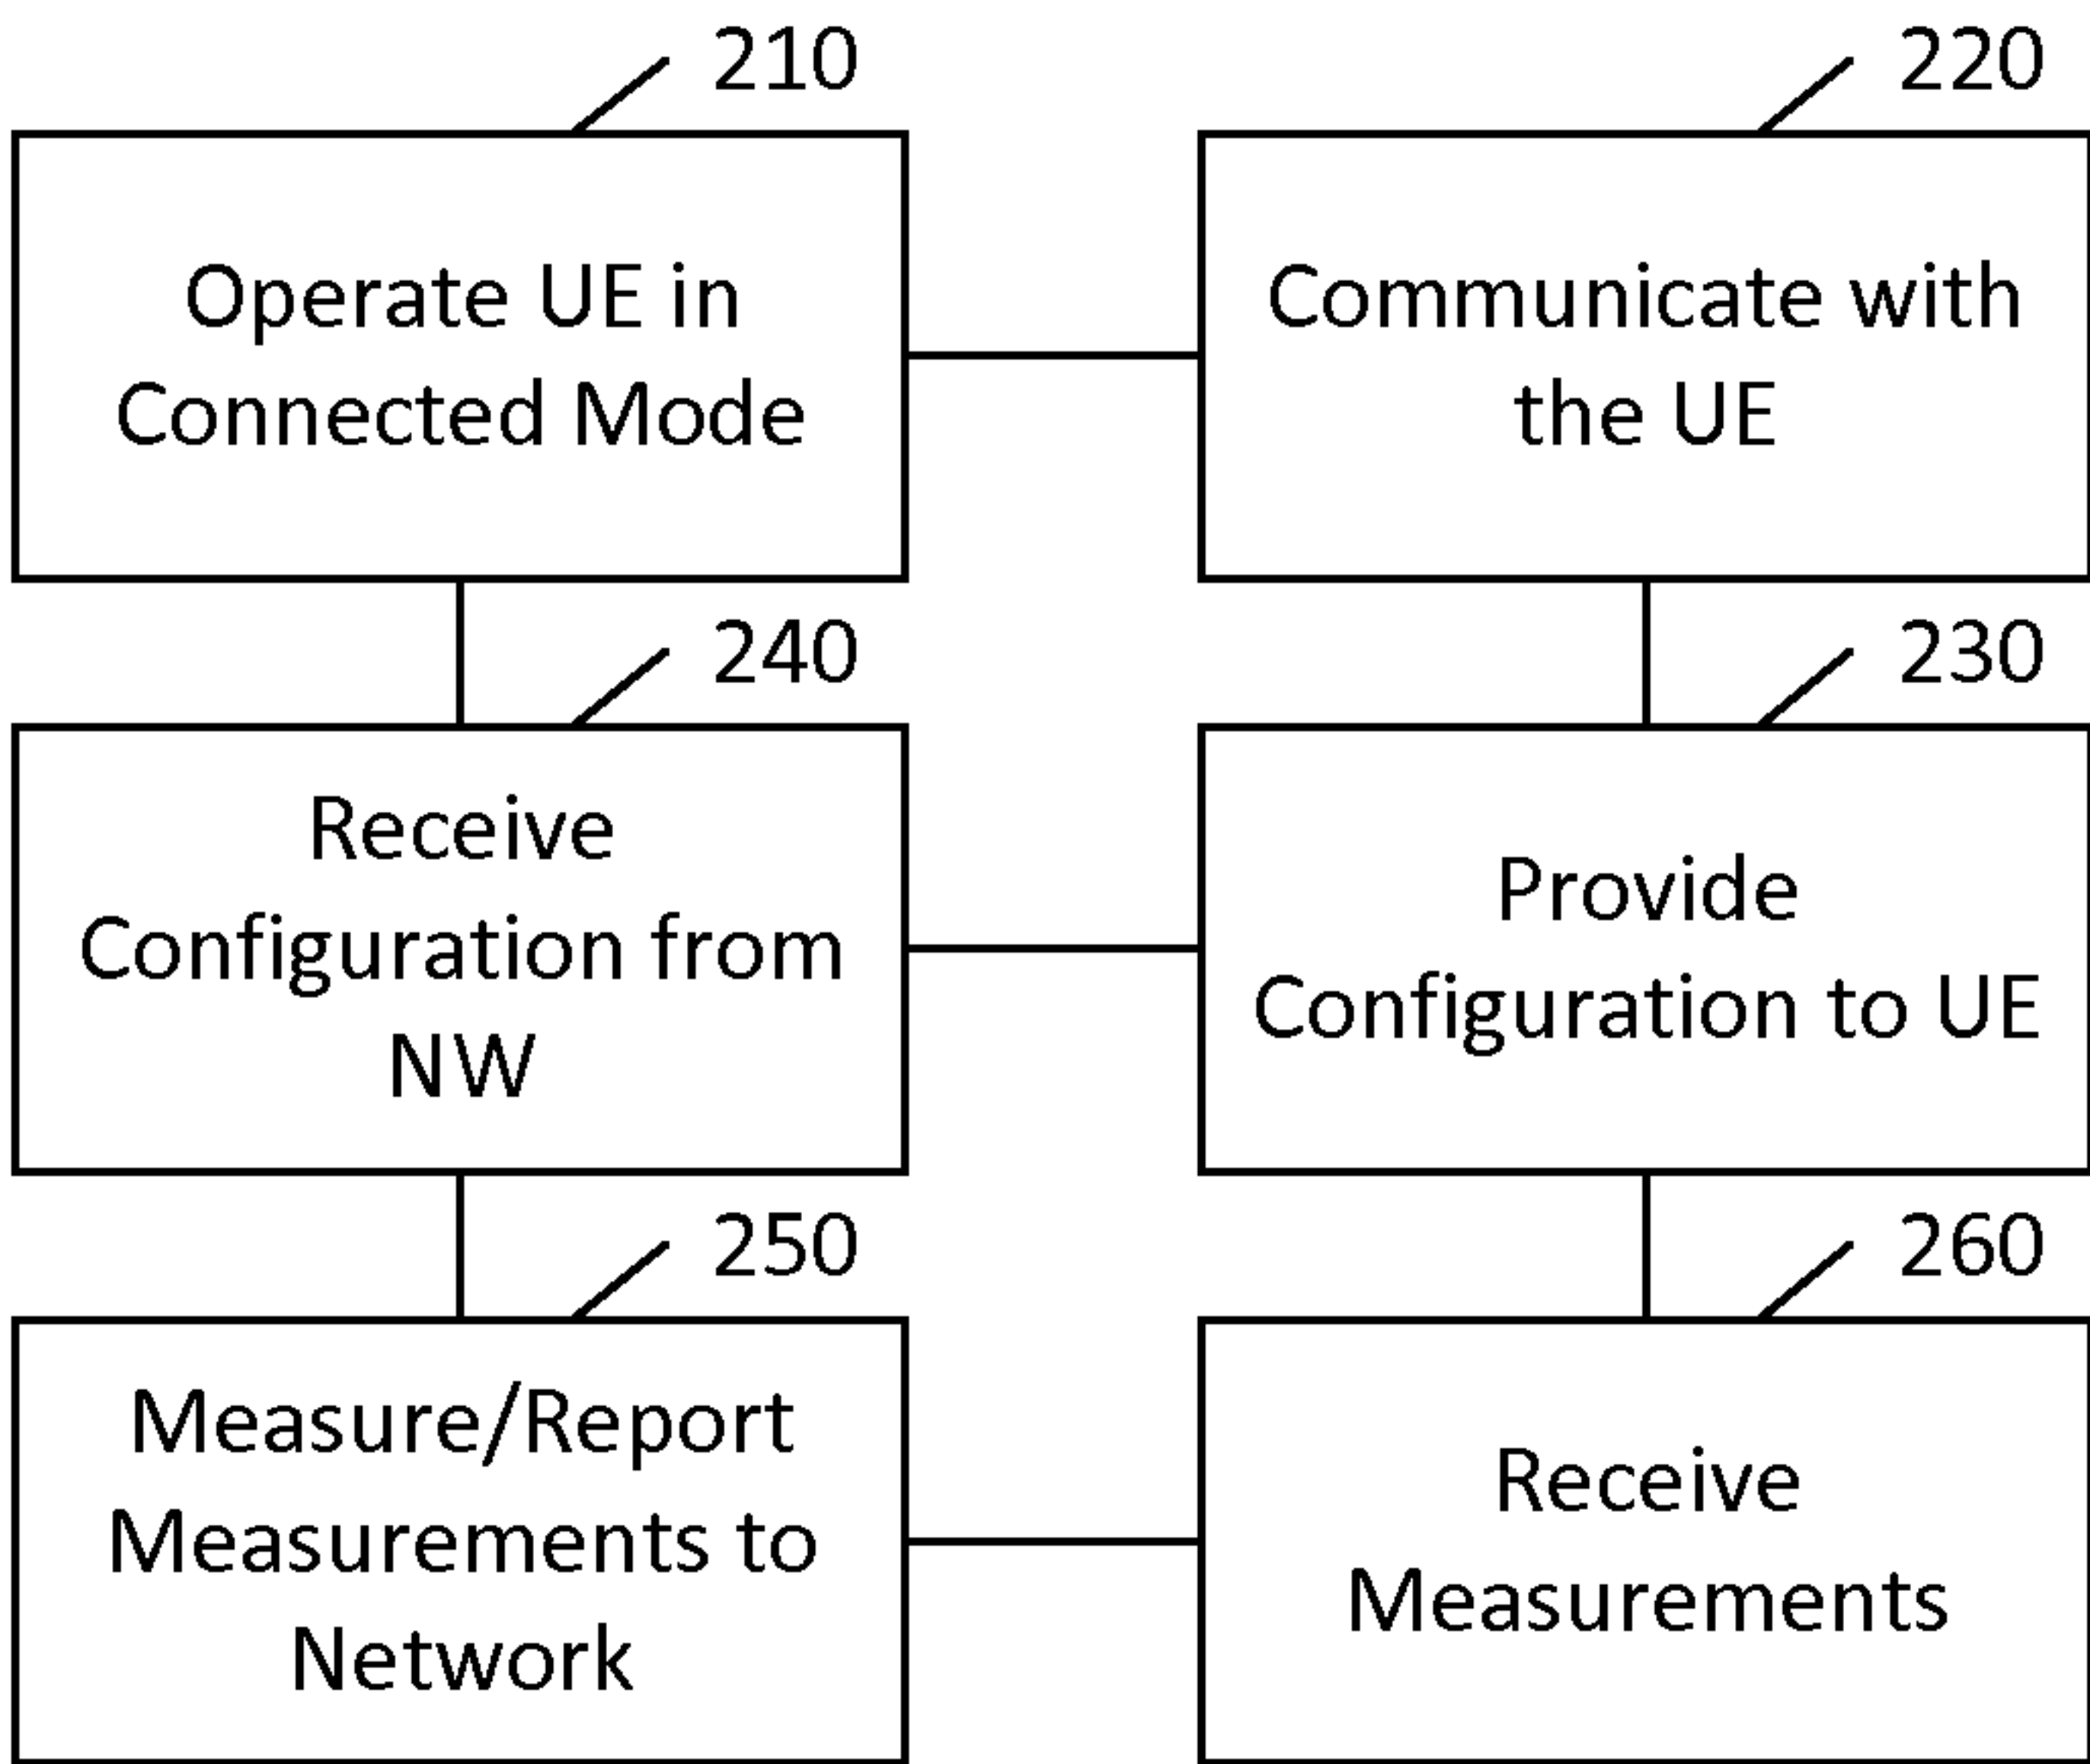 210
Operate UE in
Connected Mode
220
Communicate with
the UE
240
Receive
Configuration from
NW
230
Provide
Configuration to UE
250
Measure/Report
Measurements to
Network
260
Receive
Measurements